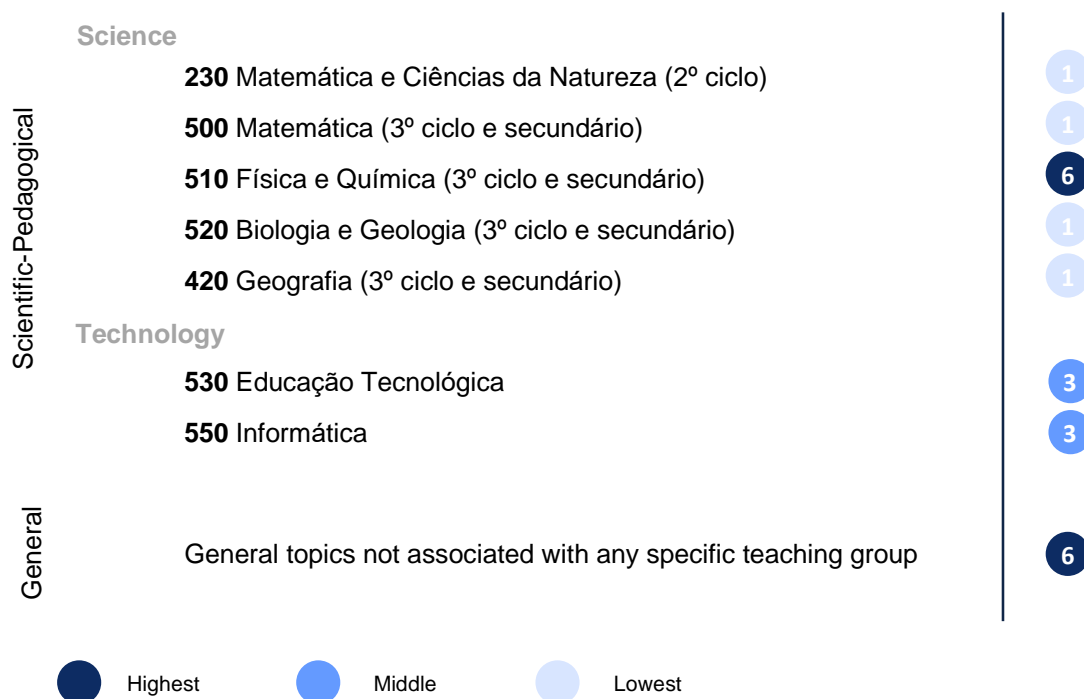 Science
230 Matemática e Ciências da Natureza (2º ciclo) 1
500 Matemática (3º ciclo e secundário) 1
510 Física e Química (3º ciclo e secundário) 6
520 Biologia e Geologia (3º ciclo e secundário) 1
420 Geografia (3º ciclo e secundário) 1
Scientific-Pedagogical
Technology
530 Educação Tecnológica 3
550 Informática 3
General
General topics not associated with any specific teaching group 6
Highest Middle Lowest